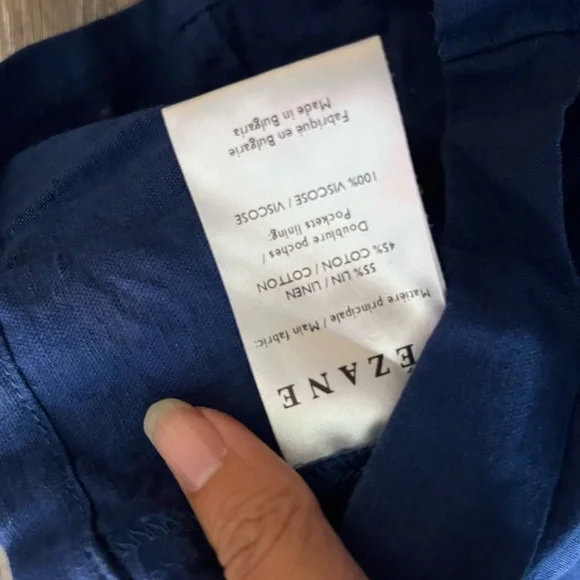 ÉZANE
Matière principale / Main fabric:
55% LIN / LINEN
45% COTON / COTTON
Doublure poches /
Pockets lining:
100% VISCOSE / VISCOSE
Fabriqué en Bulgarie
Made in Bulgaria